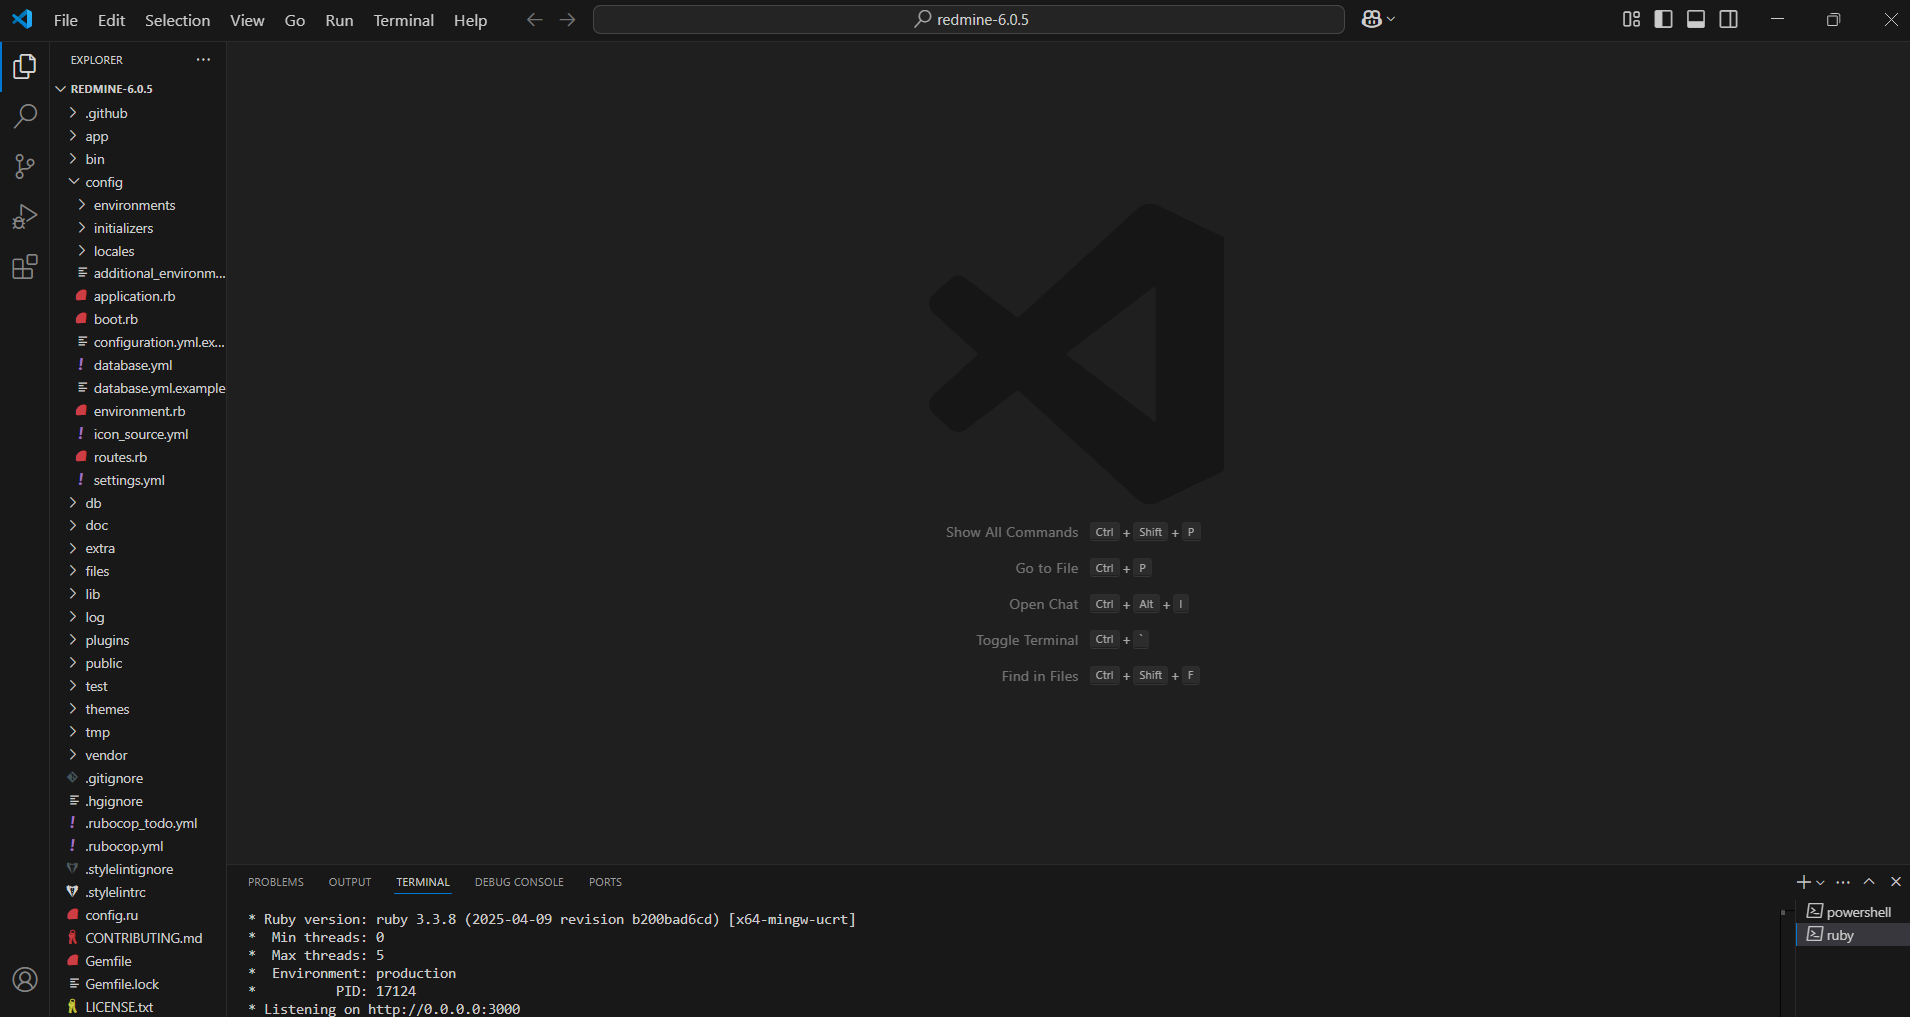 File Edit Selection View Go Run Terminal Help
redmine-6.0.5
EXPLORER
REDMINE-6.0.5
.github
app
bin
config
environments
initializers
locales
additional_environm...
application.rb
boot.rb
configuration.yml.ex...
database.yml
database.yml.example
environment.rb
icon_source.yml
routes.rb
settings.yml
db
doc
extra
files
lib
log
plugins
public
test
themes
tmp
vendor
.gitignore
.hgignore
.rubocop_todo.yml
.rubocop.yml
.stylelintignore
.stylelintrc
config.ru
CONTRIBUTING.md
Gemfile
Gemfile.lock
LICENSE.txt
Show All Commands Ctrl + Shift + P
Go to File Ctrl + P
Open Chat Ctrl + Alt + I
Toggle Terminal Ctrl + `
Find in Files Ctrl + Shift + F
PROBLEMS OUTPUT TERMINAL DEBUG CONSOLE PORTS
* Ruby version: ruby 3.3.8 (2025-04-09 revision b200bad6cd) [x64-mingw-ucrt]
* Min threads: 0
* Max threads: 5
* Environment: production
* PID: 17124
* Listening on http://0.0.0.0:3000
powershell
ruby